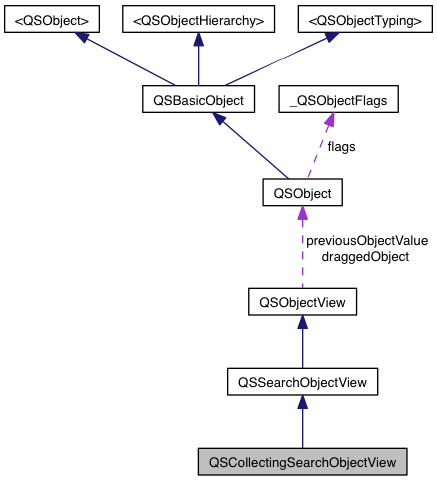 <QSObject>
<QSObjectHierarchy>
<QSObjectTyping>
QSBasicObject
_QSObjectFlags
flags
QSObject
previousObjectValue
draggedObject
QSObjectView
QSSearchObjectView
QSCollectingSearchObjectView